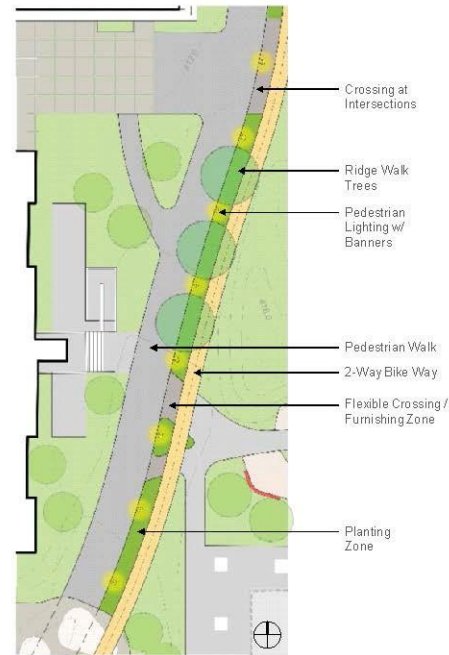 Crossing at
Intersections
Ridge Walk
Trees
Pedestrian
Lighting w/
Banners
Pedestrian Walk
2-Way Bike Way
Flexible Crossing /
Furnishing Zone
Planting
Zone